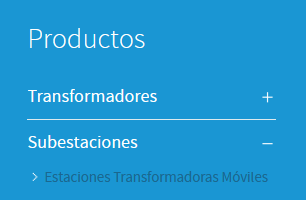 Productos
Transformadores +
Subestaciones −
> Estaciones Transformadoras Móviles